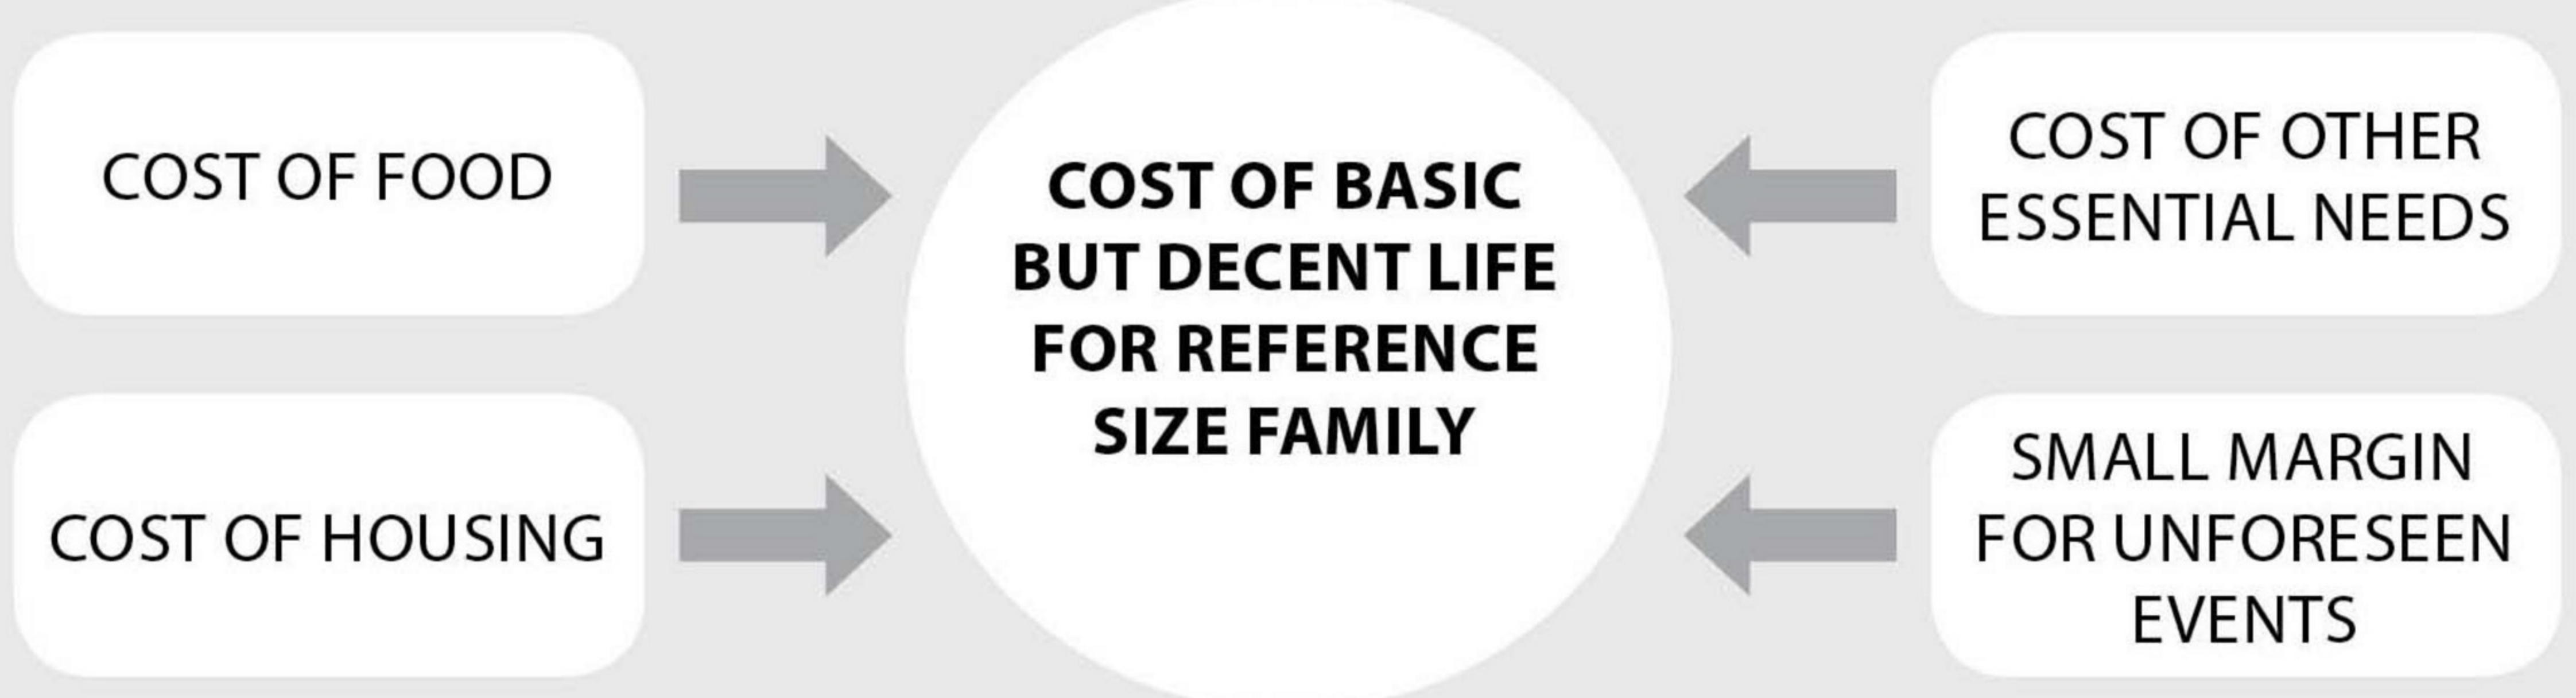 COST OF FOOD
COST OF HOUSING
COST OF BASIC
BUT DECENT LIFE
FOR REFERENCE
SIZE FAMILY
COST OF OTHER
ESSENTIAL NEEDS
SMALL MARGIN
FOR UNFORESEEN
EVENTS